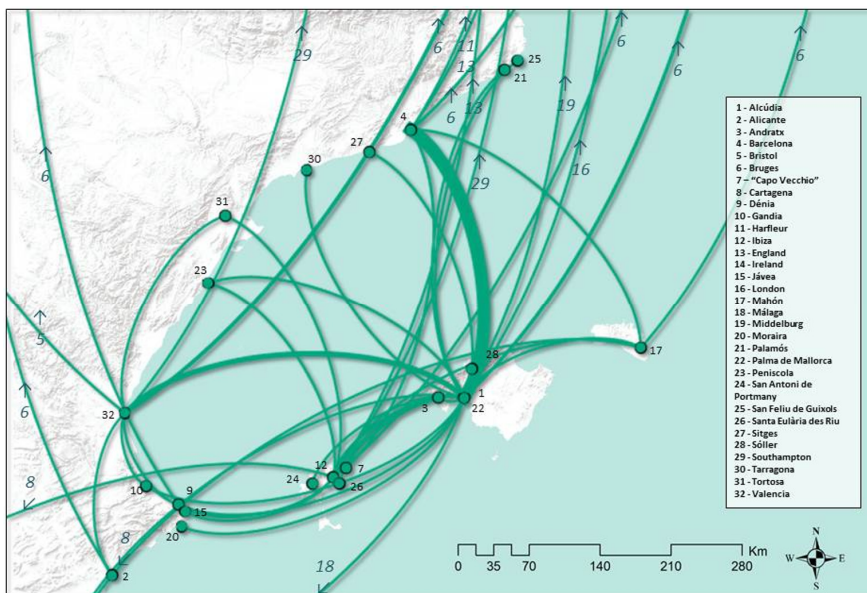 29
6
11
13
6
6
25
21
13
6
19
4
27
16
30
29
6
31
23
5
17
28
1
3
22
32
6
7
12
24
26
8
10
9
15
20
8
18
2
1 - Alcúdia
2 - Alicante
3 - Andratx
4 - Barcelona
5 - Bristol
6 - Bruges
7 – “Capo Vecchio”
8 - Cartagena
9 - Dénia
10 - Gandia
11 - Harfleur
12 - Ibiza
13 - England
14 - Ireland
15 - Jávea
16 - London
17 - Mahón
18 - Málaga
19 - Middelburg
20 - Moraira
21 - Palamós
22 - Palma de Mallorca
23 - Peniscola
24 - San Antoni de
Portmany
25 - San Feliu de Guíxols
26 - Santa Eulària des Riu
27 - Sitges
28 - Sóller
29 - Southampton
30 - Tarragona
31 - Tortosa
32 - Valencia
N
W E
S
Km
0 35 70 140 210 280